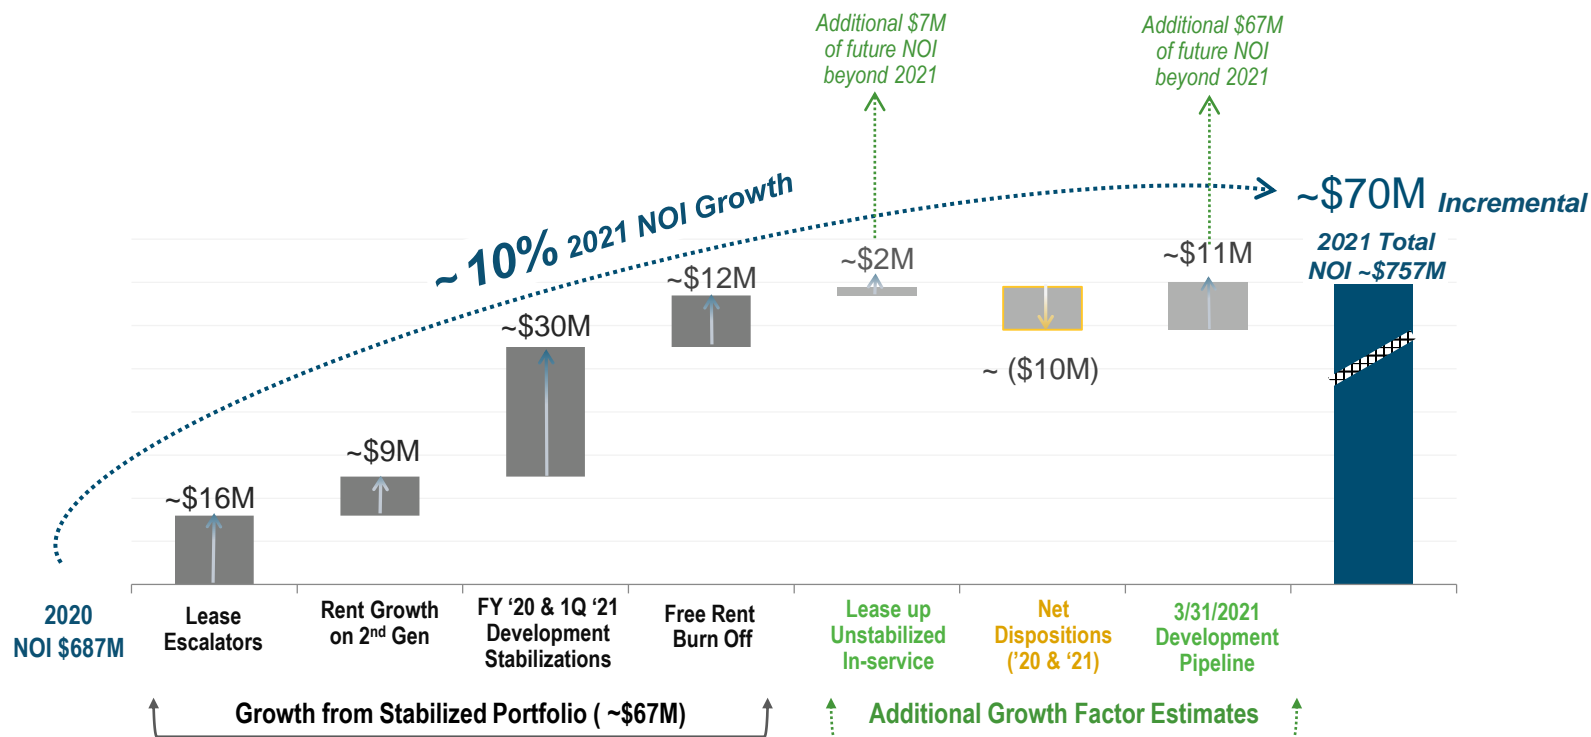 Additional $7M
of future NOI
beyond 2021
Additional $67M
of future NOI
beyond 2021
~ 10% 2021 NOI Growth
~$70M Incremental
2021 Total
NOI ~$757M
~$16M
~$9M
~$30M
~$12M
~$2M
~ ($10M)
~$11M
2020
NOI $687M
Lease
Escalators
Rent Growth
on 2nd Gen
FY ‘20 & 1Q ‘21
Development
Stabilizations
Free Rent
Burn Off
Lease up
Unstabilized
In-service
Net
Dispositions
(’20 & ‘21)
3/31/2021
Development
Pipeline
Growth from Stabilized Portfolio ( ~$67M)
Additional Growth Factor Estimates